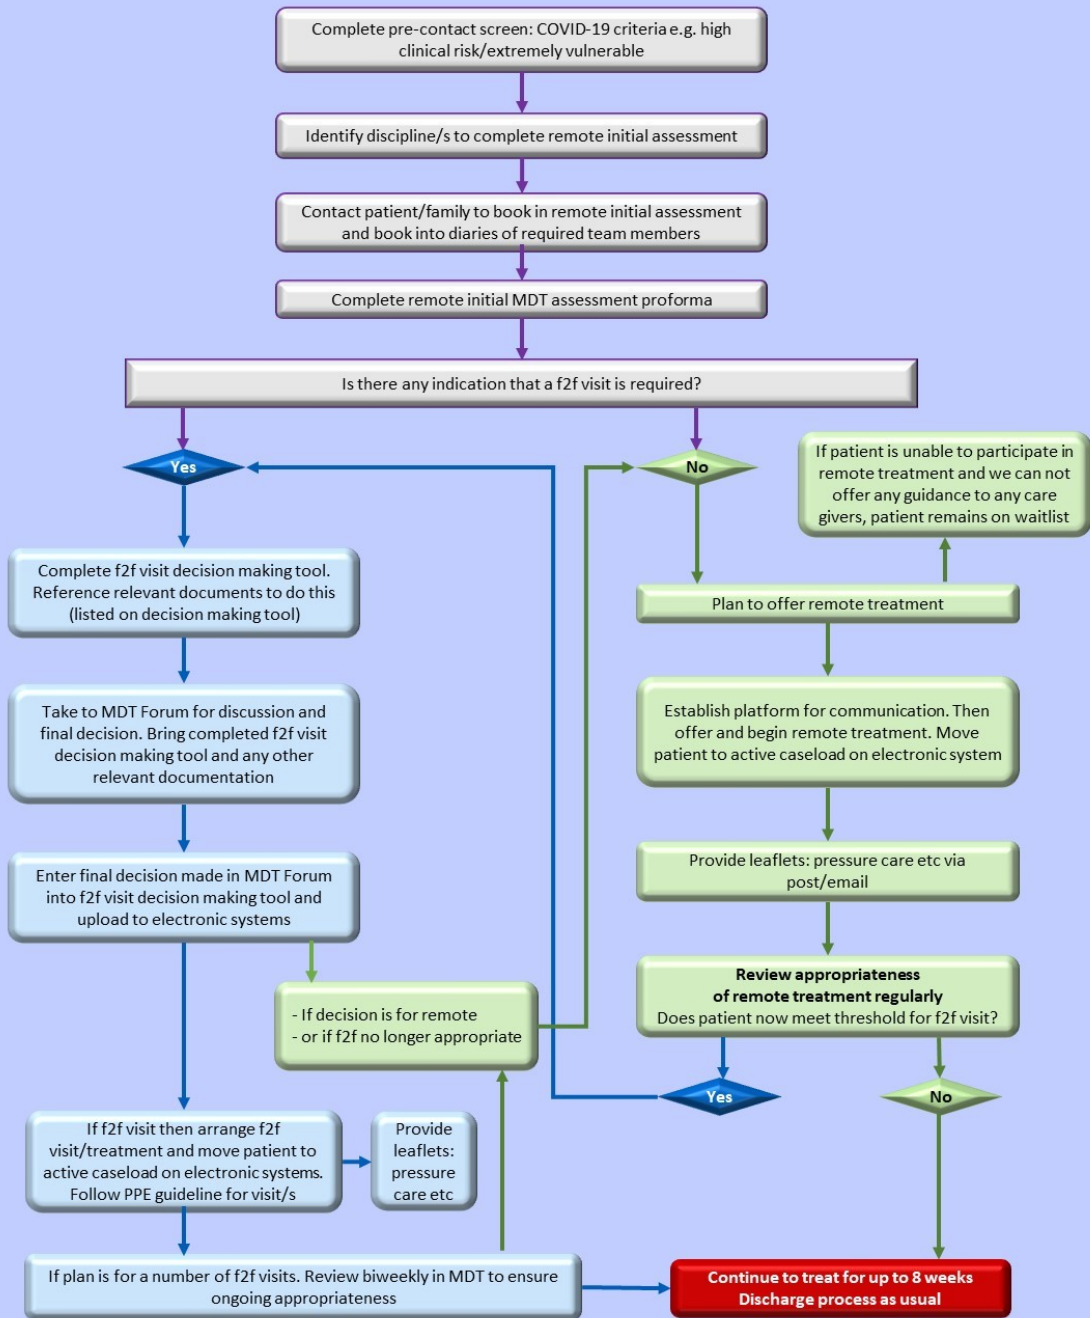 Complete pre-contact screen: COVID-19 criteria e.g. high
clinical risk/extremely vulnerable
Identify discipline/s to complete remote initial assessment
Contact patient/family to book in remote initial assessment
and book into diaries of required team members
Complete remote initial MDT assessment proforma
Is there any indication that a f2f visit is required?
Yes
No
If patient is unable to participate in
remote treatment and we can not
offer any guidance to any care
givers, patient remains on waitlist
Complete f2f visit decision making tool.
Reference relevant documents to do this
(listed on decision making tool)
Plan to offer remote treatment
Take to MDT Forum for discussion and
final decision. Bring completed f2f visit
decision making tool and any other
relevant documentation
Establish platform for communication. Then
offer and begin remote treatment. Move
patient to active caseload on electronic system
Enter final decision made in MDT Forum
into f2f visit decision making tool and
upload to electronic systems
Provide leaflets: pressure care etc via
post/email
- If decision is for remote
- or if f2f no longer appropriate
Review appropriateness
of remote treatment regularly
Does patient now meet threshold for f2f visit?
Yes
No
If f2f visit then arrange f2f
visit/treatment and move patient to
active caseload on electronic systems.
Follow PPE guideline for visit/s
Provide
leaflets:
pressure
care etc
If plan is for a number of f2f visits. Review biweekly in MDT to ensure
ongoing appropriateness
Continue to treat for up to 8 weeks
Discharge process as usual